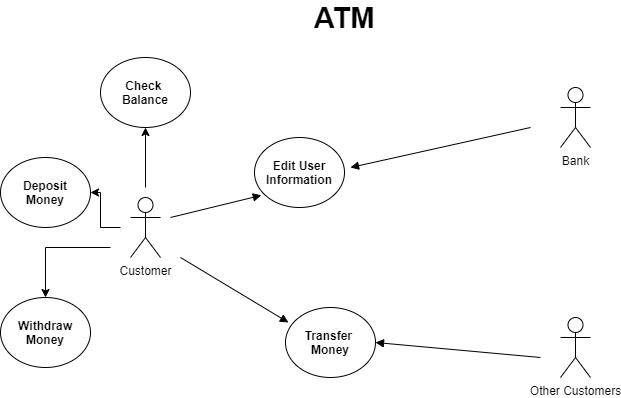 ATM
Check
Balance
Edit User
Information
Bank
Deposit
Money
Customer
Withdraw
Money
Transfer
Money
Other Customers